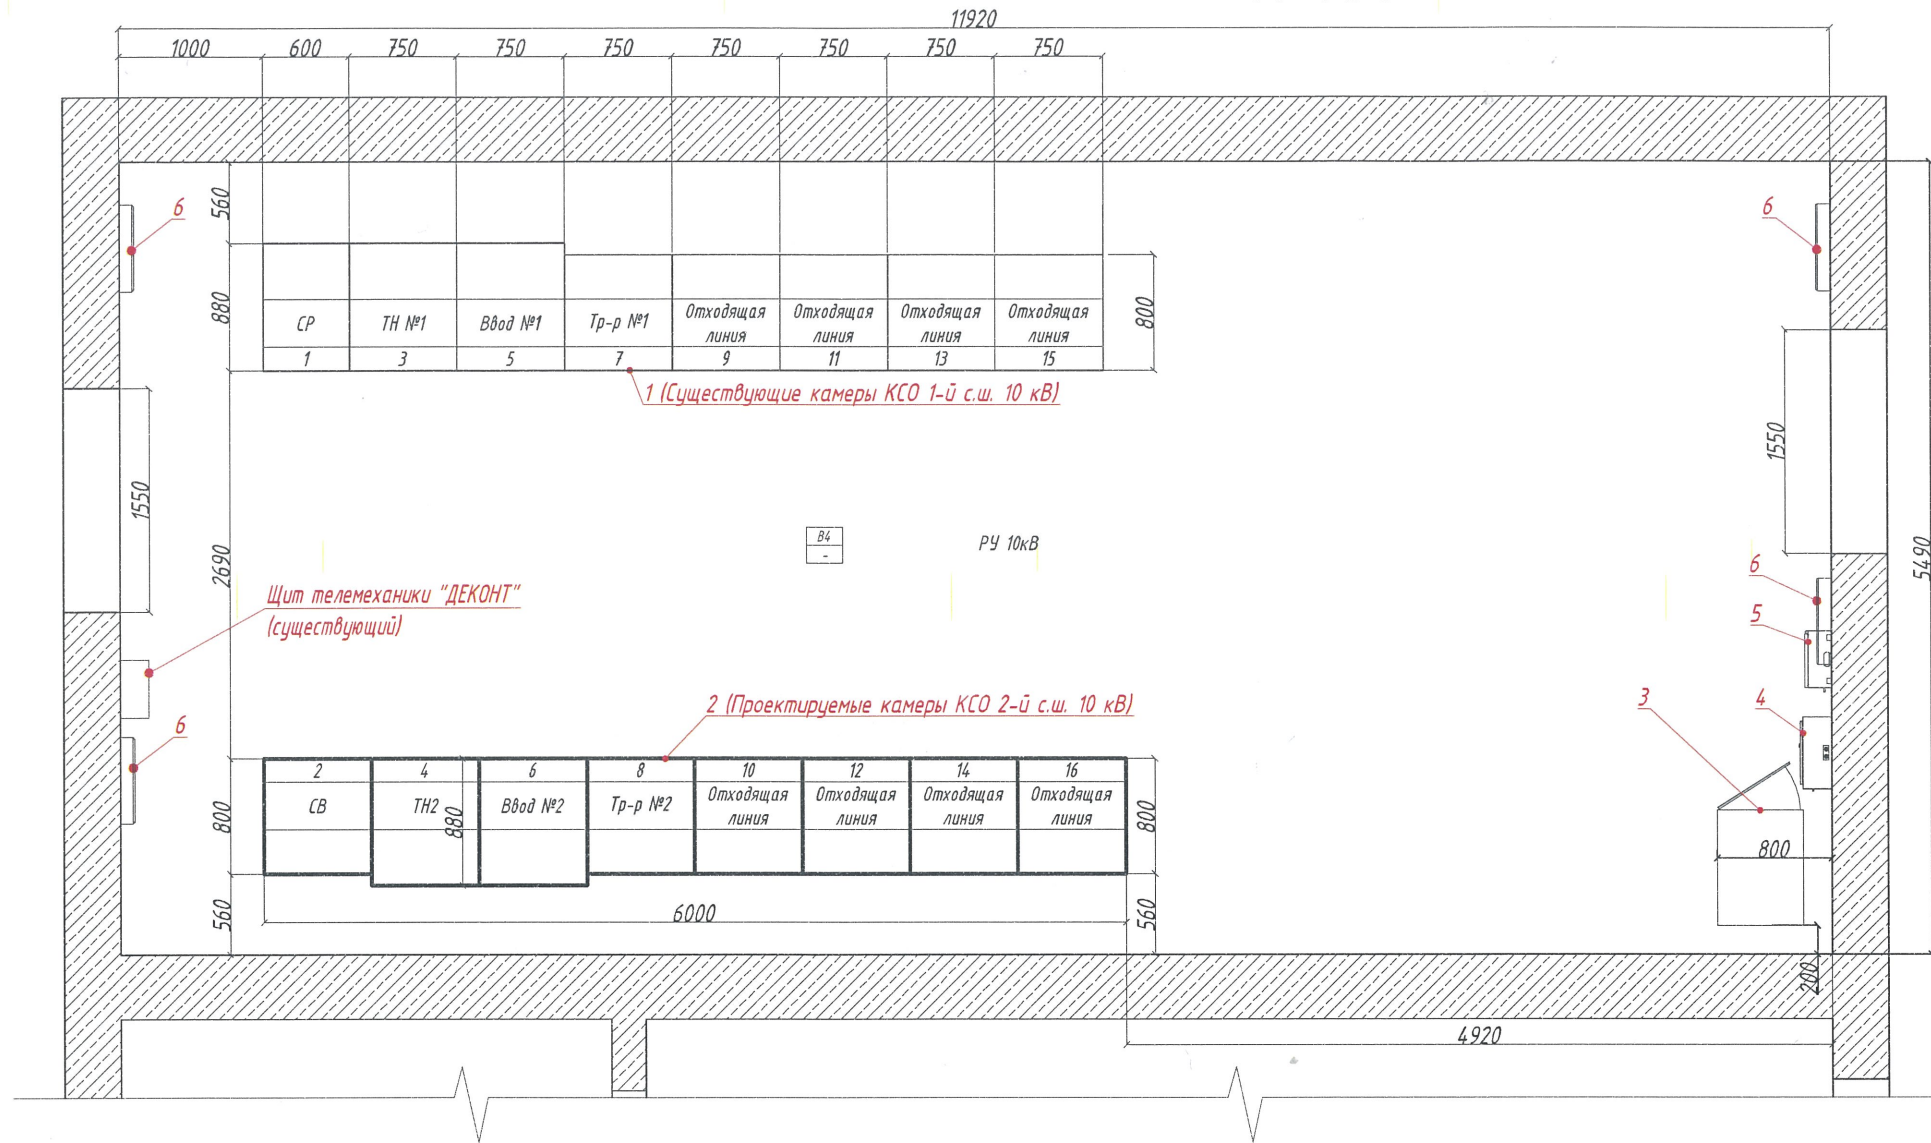 11920
1000 600 750 750 750 750 750 750 750
560
6
6
880
800
СР ТН №1 Ввод №1 Тр-р №1 Отходящая линия Отходящая линия Отходящая линия Отходящая линия
1 3 5 7 9 11 13 15
1 (Существующие камеры КСО 1-й с.ш. 10 кВ)
1550
1550
В4
-
РУ 10кВ
2690
5490
6
Щит телемеханики "ДЕКОНТ"
(существующий)
5
2 (Проектируемые камеры КСО 2-й с.ш. 10 кВ)
3
4
6
2 4 6 8 10 12 14 16
СВ ТН2 Ввод №2 Тр-р №2 Отходящая линия Отходящая линия Отходящая линия Отходящая линия
800
880
800
800
560
6000
560
200
4920